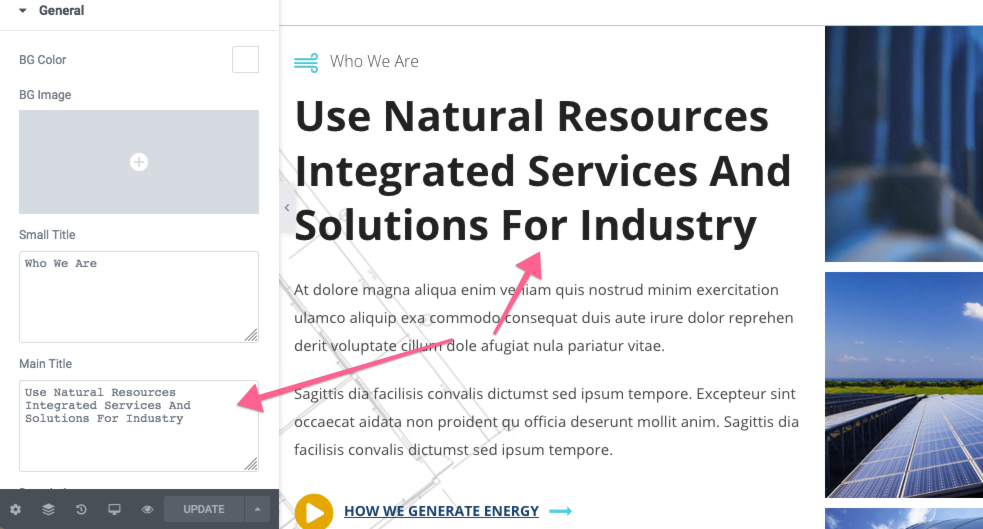 General
BG Color
BG Image
Small Title
Who We Are
Main Title
Use Natural Resources
Integrated Services And
Solutions For Industry
UPDATE
Who We Are
Use Natural Resources
Integrated Services And
Solutions For Industry
At dolore magna aliqua enim veniam quis nostrud minim exercitation
ulamco aliquip exa commodo consequat duis aute irure dolor reprehen
derit voluptate cillum dole afugiat nula pariatur vitae.
Sagittis dia facilisis convalis dictumst sed ipsum tempore. Excepteur sint
occaecat aidata non proident qu officia deserunt mollit anim. Sagittis dia
facilisis convalis dictumst sed ipsum tempore.
HOW WE GENERATE ENERGY